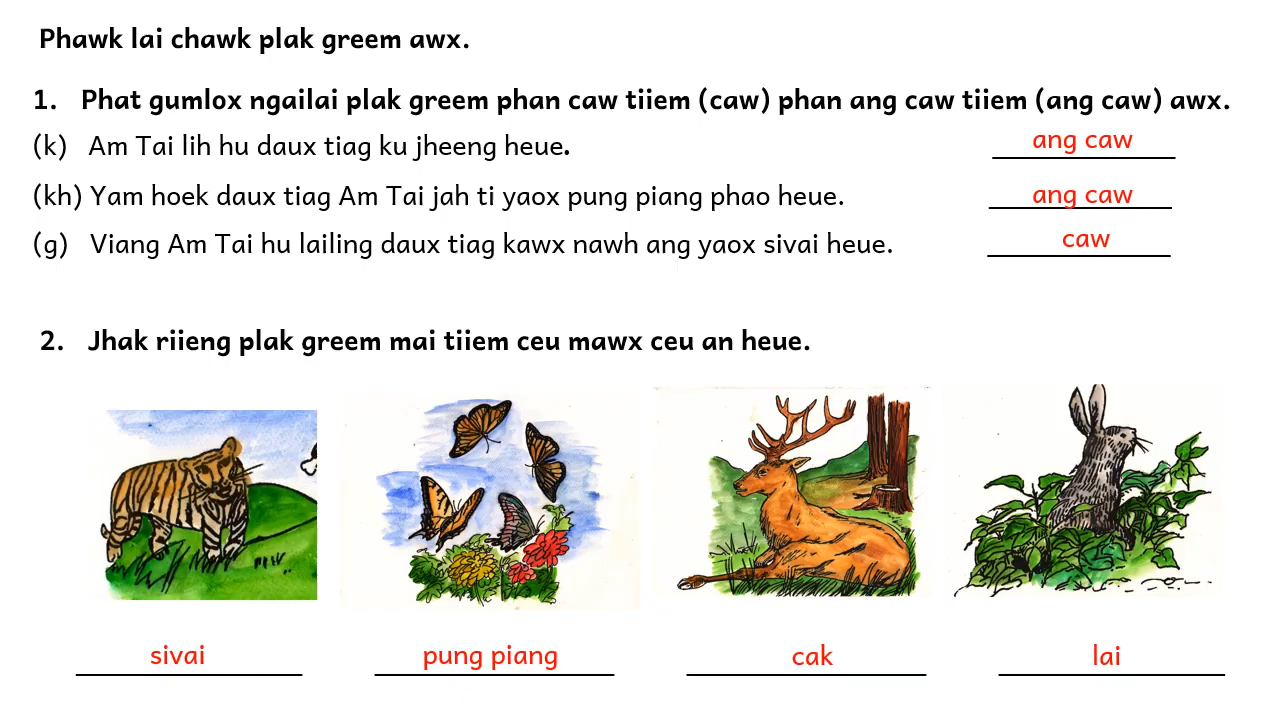 Phawk lai chawk plak greem awx.
1. Phat gumlox ngailai plak greem phan caw tiiem (caw) phan ang caw tiiem (ang caw) awx.
(k) Am Tai lih hu daux tiag ku jheeng heue. ang caw
(kh) Yam hoek daux tiag Am Tai jah ti yaox pung piang phao heue. ang caw
(g) Viang Am Tai hu lailing daux tiag kawx nawh ang yaox sivai heue. caw
2. Jhak riieng plak greem mai tiiem ceu mawx ceu an heue.
sivai pung piang cak lai